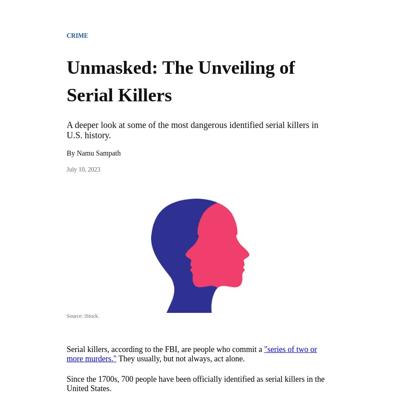 CRIME
Unmasked: The Unveiling of
Serial Killers
A deeper look at some of the most dangerous identified serial killers in
U.S. history.
By Namu Sampath
July 10, 2023
Source: iStock.
Serial killers, according to the FBI, are people who commit a "series of two or
more murders." They usually, but not always, act alone.
Since the 1700s, 700 people have been officially identified as serial killers in the
United States.